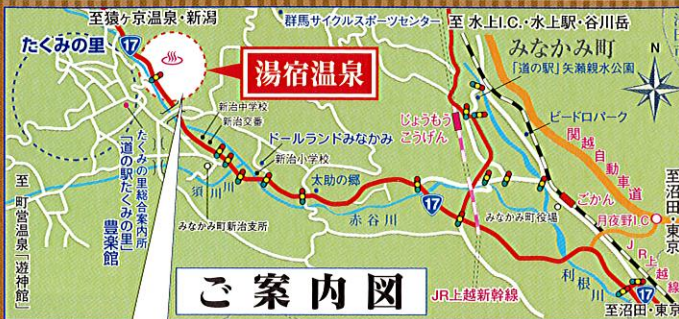 至猿ヶ京温泉・新潟
群馬サイクルスポーツセンター
至 水上I.C.・水上駅・谷川岳
みなかみ町
「道の駅」矢瀬親水公園
N
たくみの里
17
湯宿温泉
新治中学校
新治交番
じょうもう
こうげん
ビードロパーク
関越自動車道
ドールランドみなかみ
新治小学校
たくみの里総合案内所
「道の駅たくみの里」
豊楽館
太助の郷
須川川
赤谷川
17
みなかみ町新治支所
みなかみ町役場
ごかん
月夜野I.C
至沼田・東京
至 町営温泉「遊神館」
ご案内図
JR上越新幹線
利根川
JR上越線
17
至沼田・東京